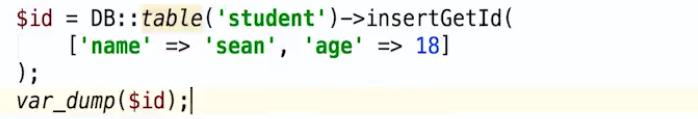 $id = DB::table('student')->insertGetId(
    ['name' => 'sean', 'age' => 18]
);
var_dump($id);